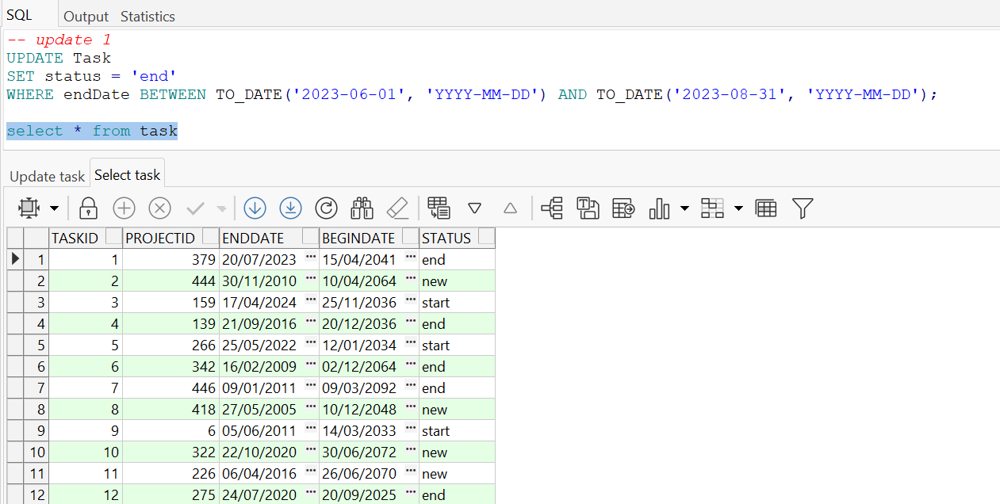 SQL Output Statistics
-- update 1
UPDATE Task
SET status = 'end'
WHERE endDate BETWEEN TO_DATE('2023-06-01', 'YYYY-MM-DD') AND TO_DATE('2023-08-31', 'YYYY-MM-DD');
select * from task
Update task Select task
TASKID PROJECTID ENDDATE BEGINDATE STATUS
1 1 379 20/07/2023 ... 15/04/2041 ... end
2 2 444 30/11/2010 ... 10/04/2064 ... new
3 3 159 17/04/2024 ... 25/11/2036 ... start
4 4 139 21/09/2016 ... 20/12/2036 ... end
5 5 266 25/05/2022 ... 12/01/2034 ... start
6 6 342 16/02/2009 ... 02/12/2064 ... end
7 7 446 09/01/2011 ... 09/03/2092 ... end
8 8 418 27/05/2005 ... 10/12/2048 ... new
9 9 6 05/06/2011 ... 14/03/2033 ... start
10 10 322 22/10/2020 ... 30/06/2072 ... new
11 11 226 06/04/2016 ... 26/06/2070 ... new
12 12 275 24/07/2020 ... 20/09/2025 ... end